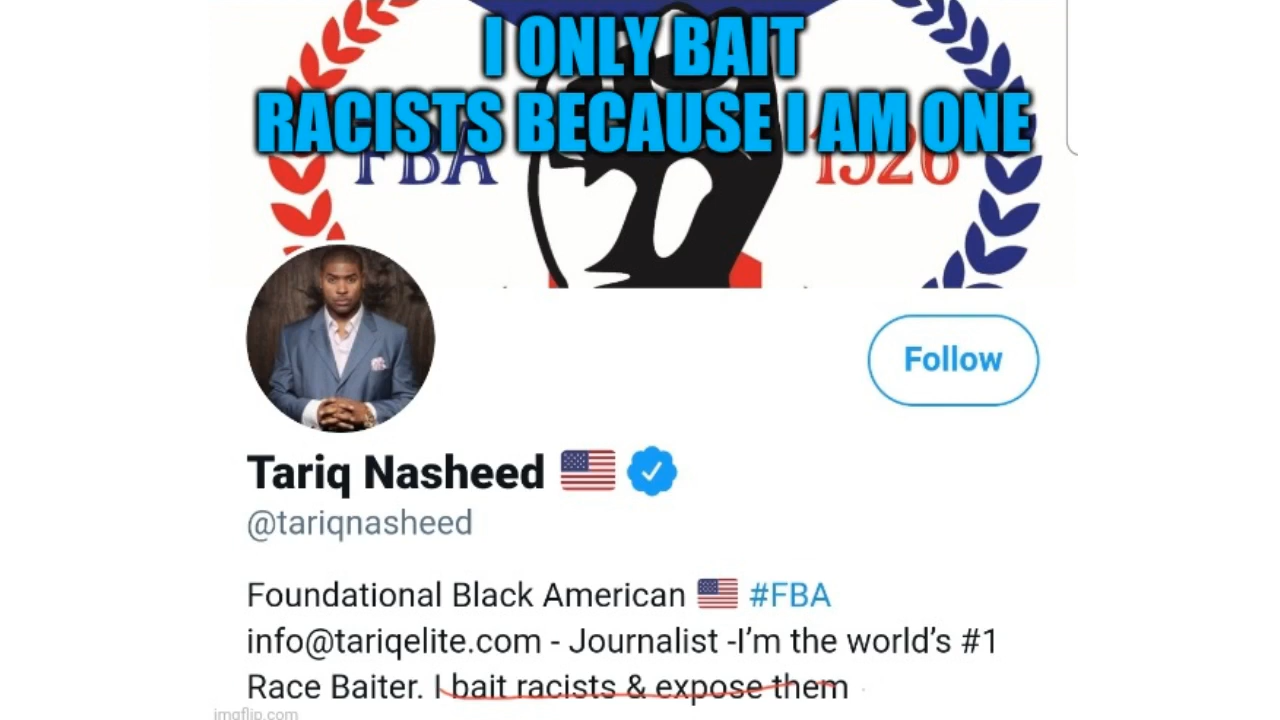 I ONLY BAIT
RACISTS BECAUSE I AM ONE
FBA 1526
Follow
Tariq Nasheed
@tariqnasheed
Foundational Black American #FBA
info@tariqelite.com - Journalist -I’m the world’s #1
Race Baiter. I bait racists & expose them
imgflip.com